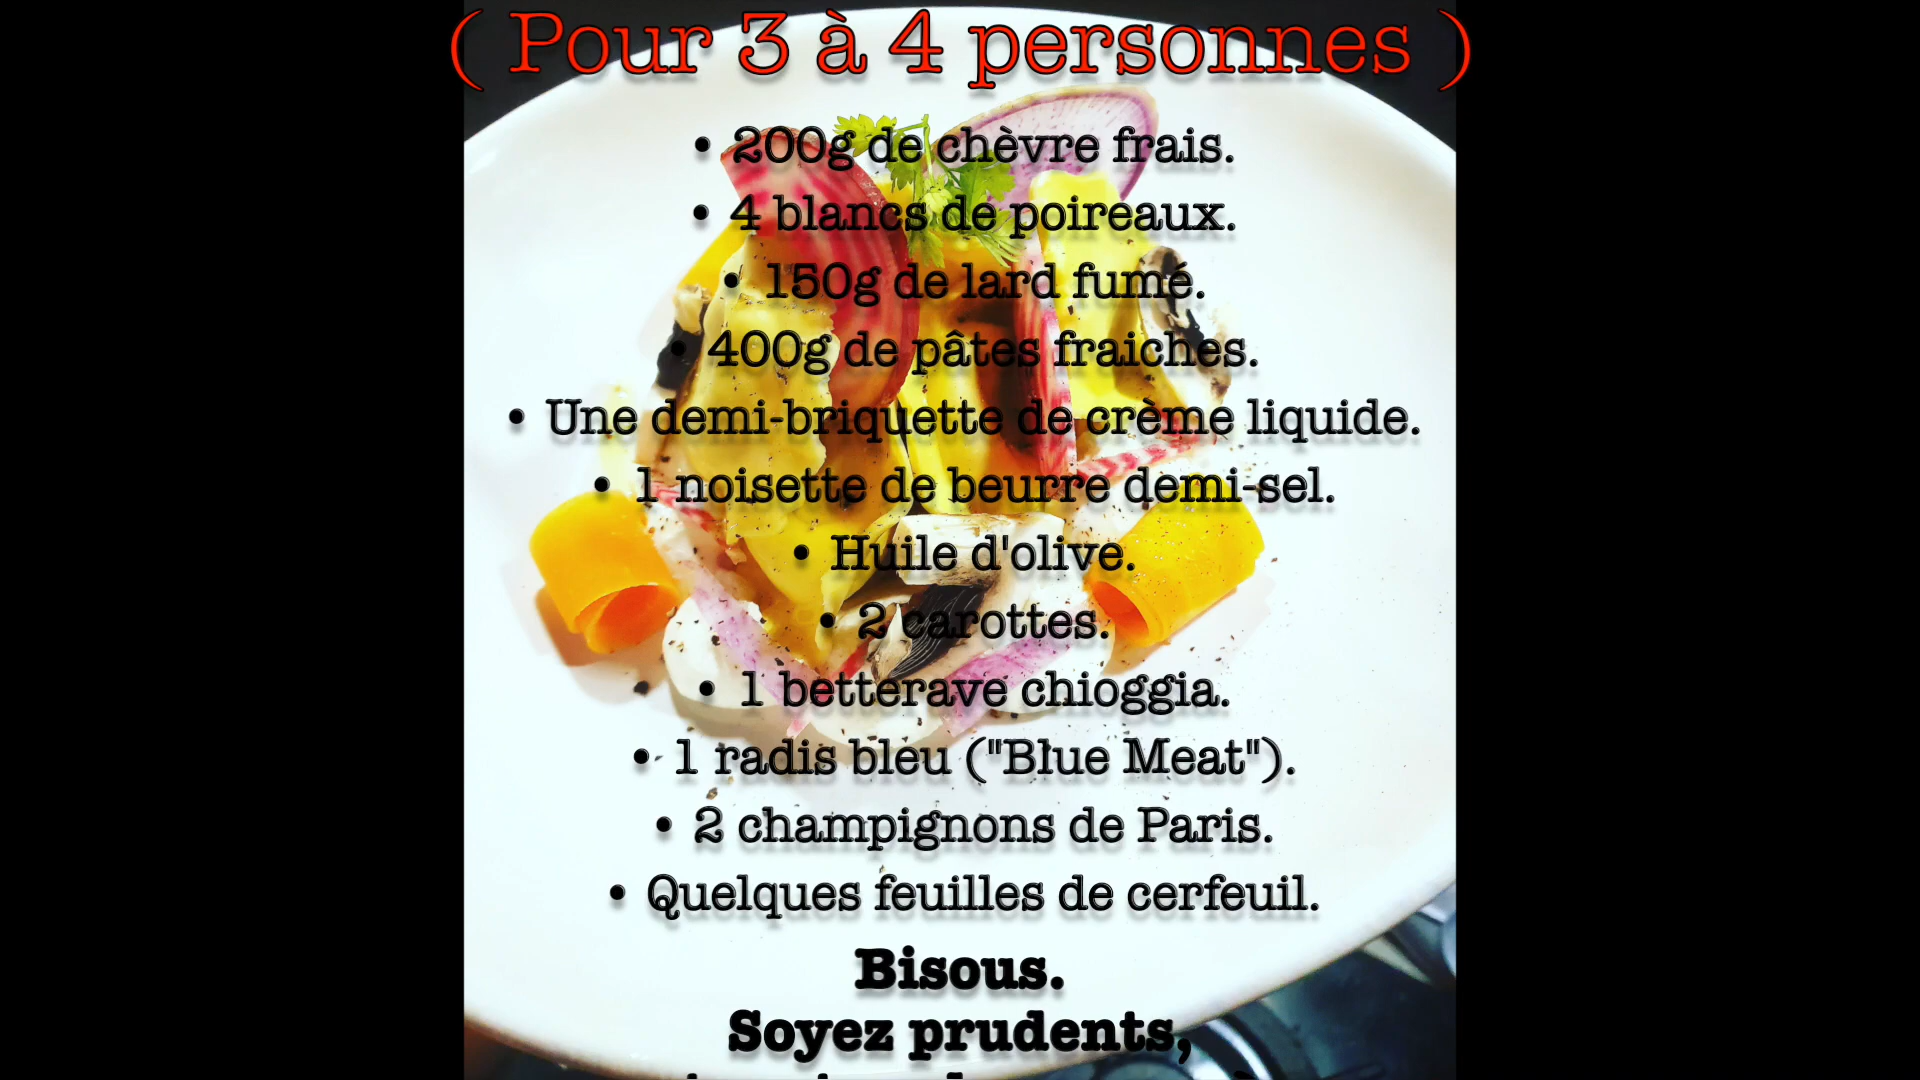 ( Pour 3 à 4 personnes )
• 200g de chèvre frais.
• 4 blancs de poireaux.
• 150g de lard fumé.
• 400g de pâtes fraiches.
• Une demi-briquette de crème liquide.
• 1 noisette de beurre demi-sel.
• Huile d'olive.
• 2 carottes.
• 1 betterave chioggia.
• 1 radis bleu ("Blue Meat").
• 2 champignons de Paris.
• Quelques feuilles de cerfeuil.
Bisous.
Soyez prudents,